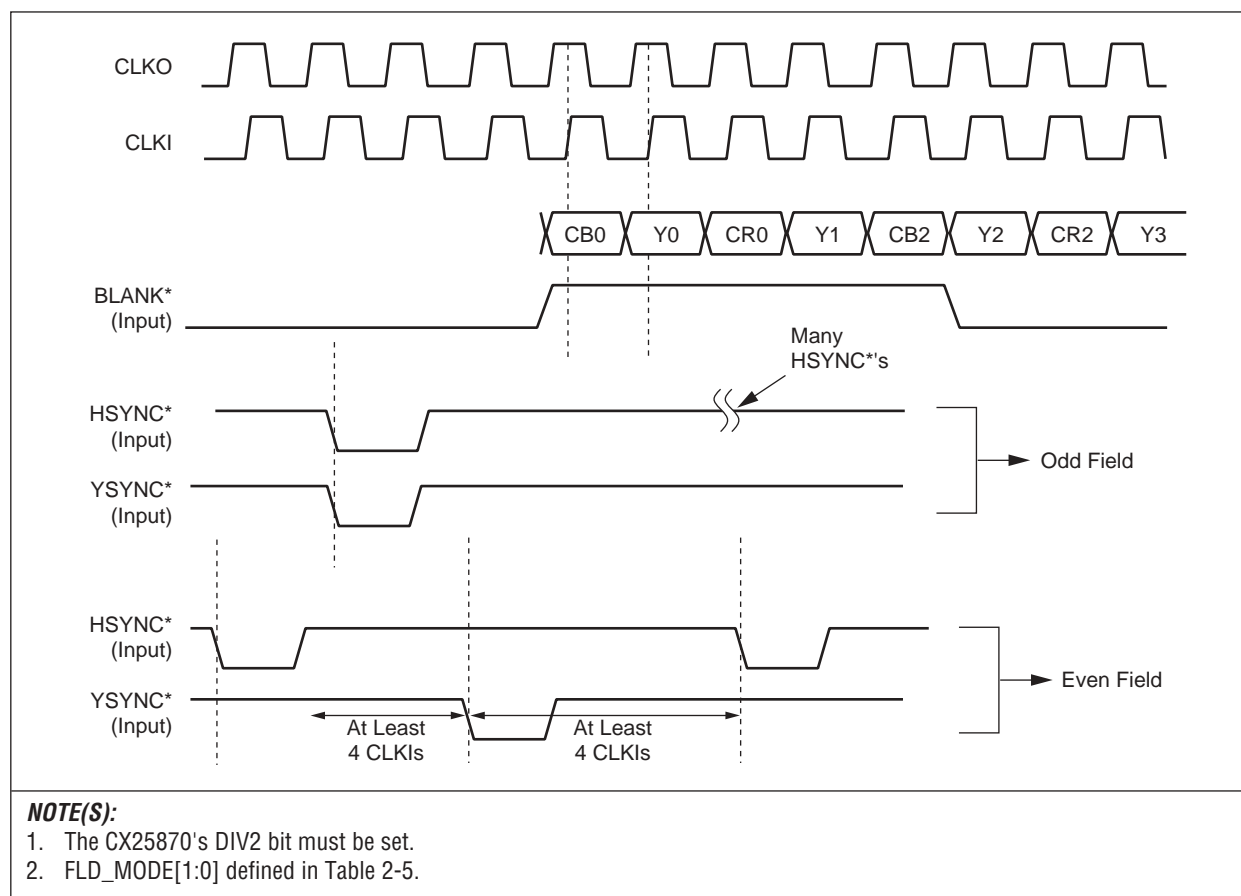 CLKO
CLKI
CB0 Y0 CR0 Y1 CB2 Y2 CR2 Y3
BLANK*
(Input)
Many
HSYNC*'s
HSYNC*
(Input)
Odd Field
YSYNC*
(Input)
HSYNC*
(Input)
Even Field
YSYNC*
(Input)
At Least
4 CLKIs
At Least
4 CLKIs
NOTE(S):
1. The CX25870's DIV2 bit must be set.
2. FLD_MODE[1:0] defined in Table 2-5.